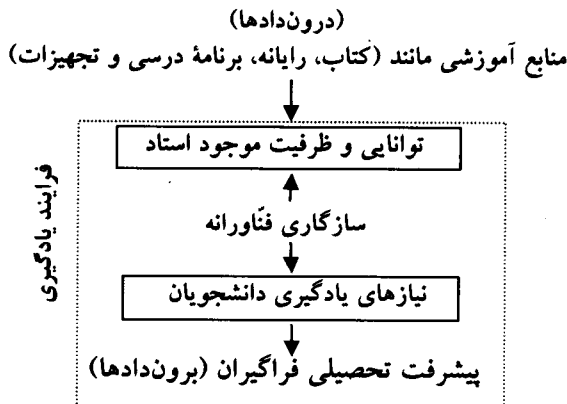 (درون‌دادها)
منابع آموزشی مانند (کتاب، رایانه، برنامهٔ درسی و تجهیزات)
توانایی و ظرفیت موجود استاد
سازگاری فنّاورانه
نیازهای یادگیری دانشجویان
پیشرفت تحصیلی فراگیران (برون‌دادها)
فرایند یادگیری